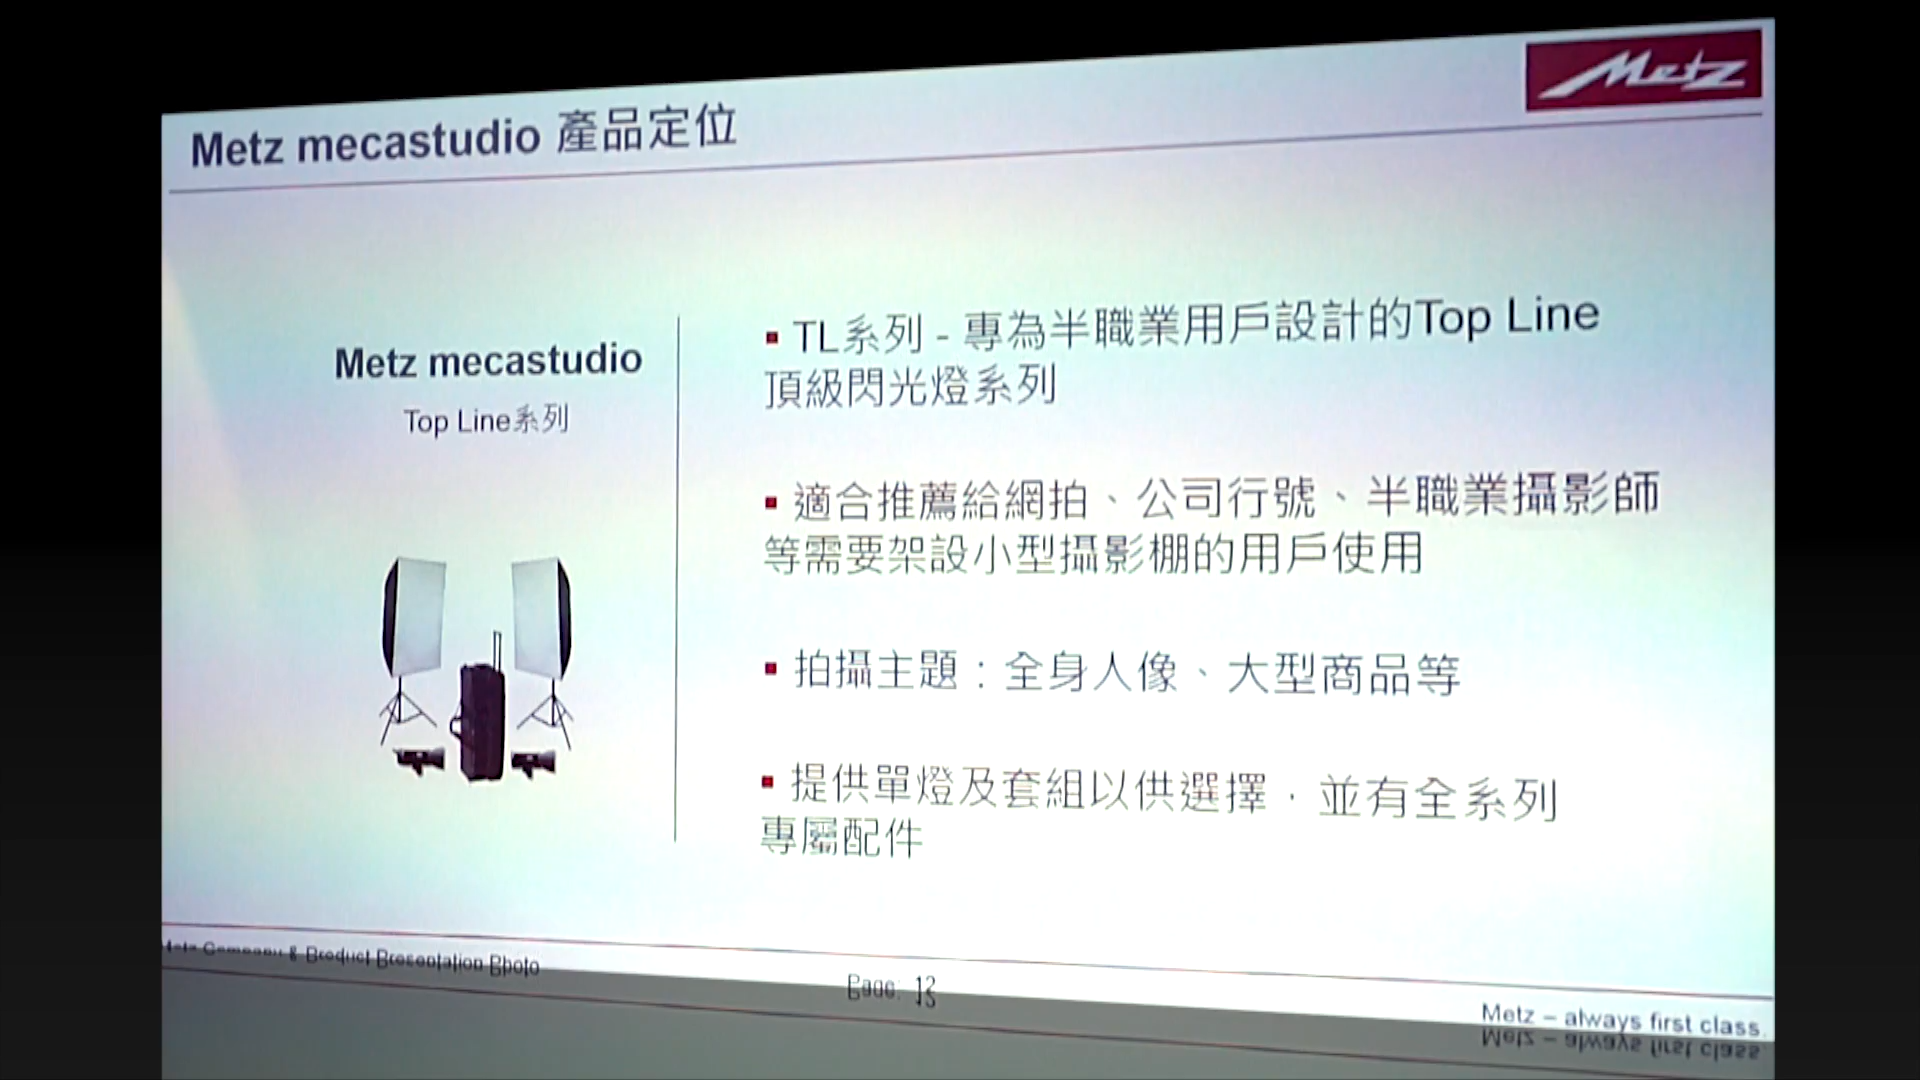 Metz
Metz mecastudio 產品定位
Metz mecastudio
Top Line系列
▪ TL系列 - 專為半職業用戶設計的Top Line
頂級閃光燈系列
▪ 適合推薦給網拍、公司行號、半職業攝影師
等需要架設小型攝影棚的用戶使用
▪ 拍攝主題：全身人像、大型商品等
▪ 提供單燈及套組以供選擇，並有全系列
專屬配件
& Product Presentation Photo
Page:
Metz – always first class.